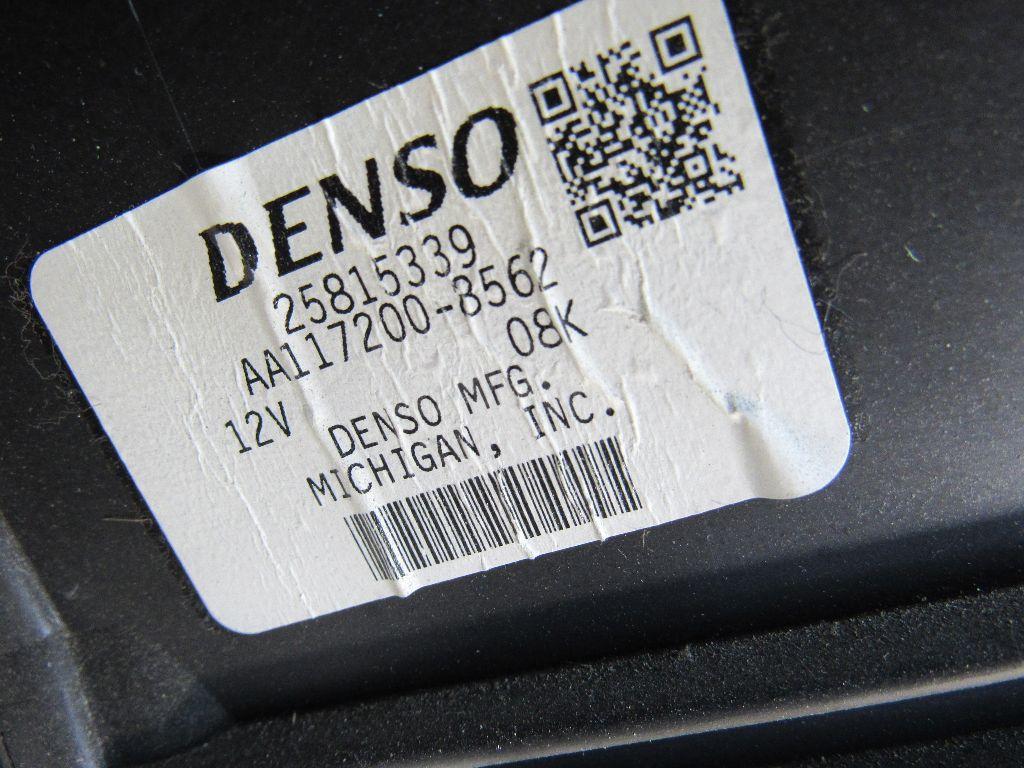 DENSO
25815339
AA117200-8562
08K
12V DENSO MFG.
MICHIGAN, INC.